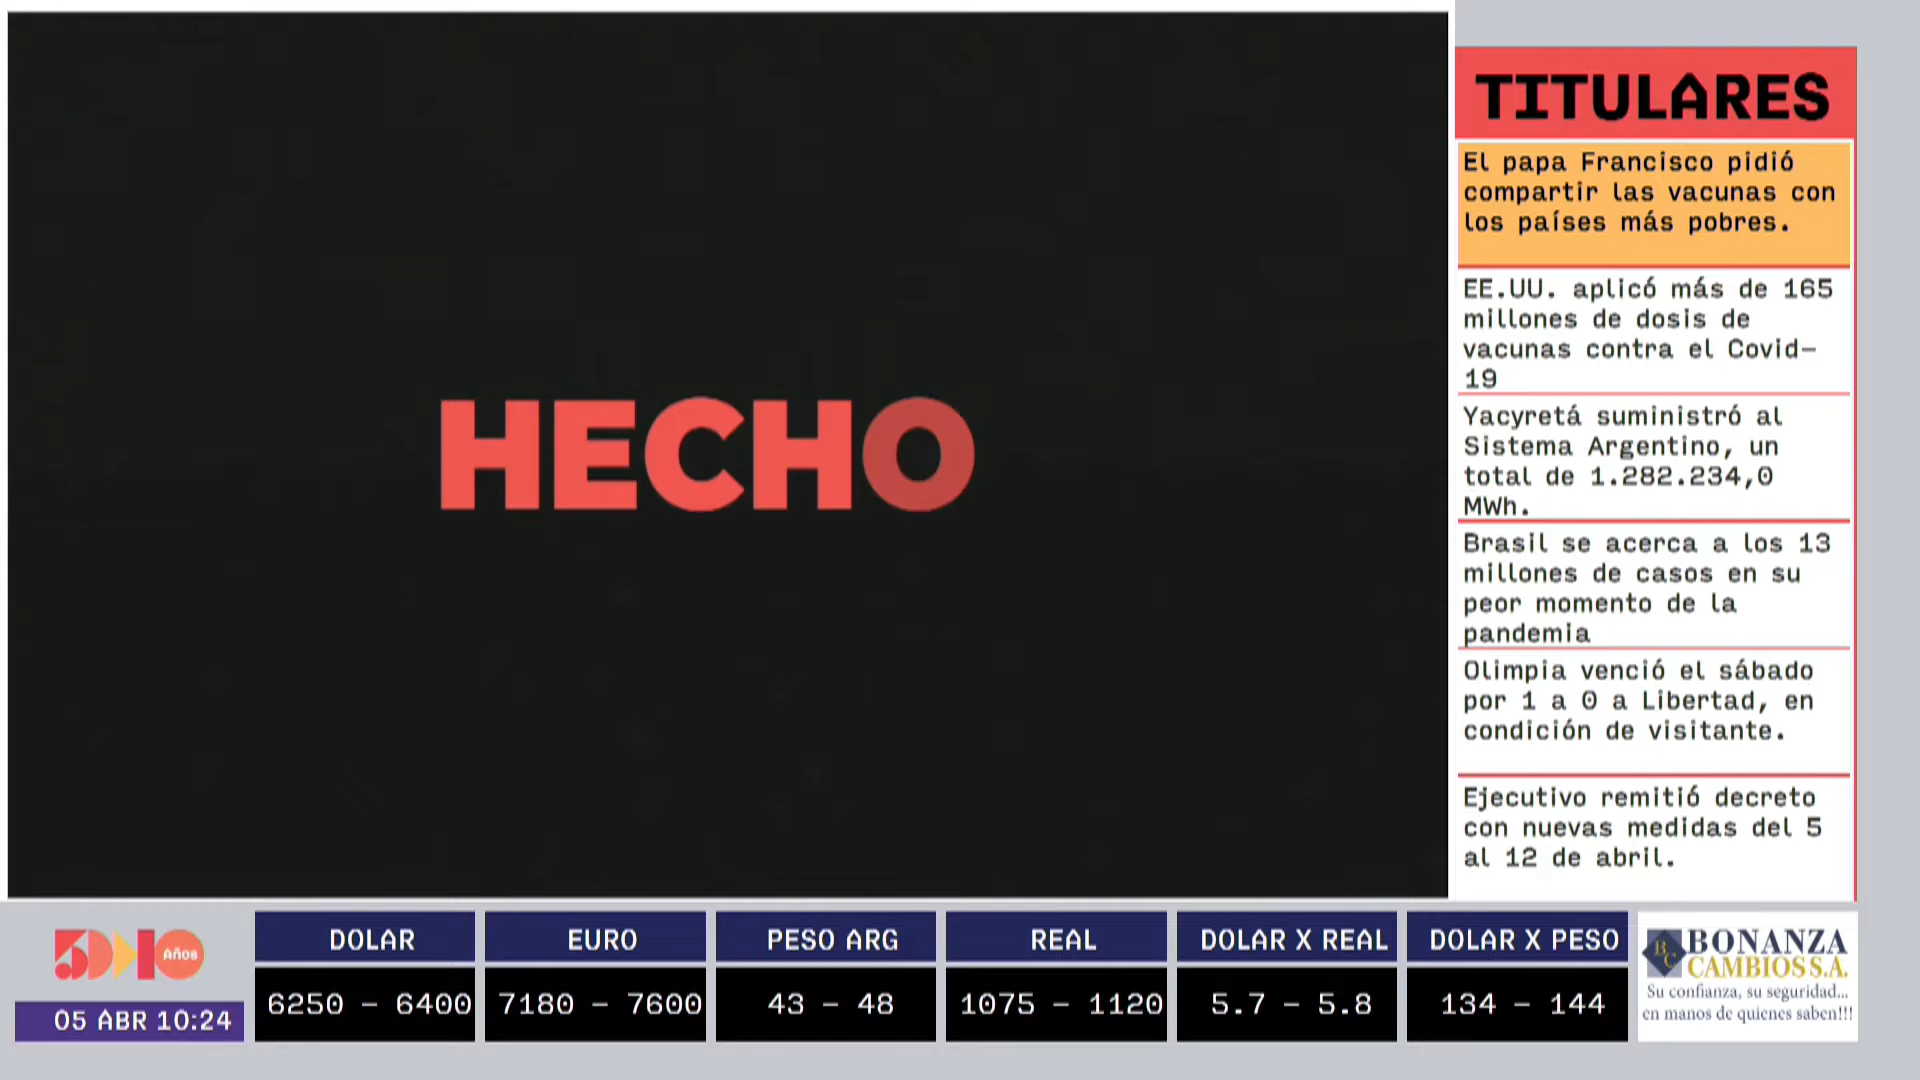 HECHO
TITULARES
El papa Francisco pidió
compartir las vacunas con
los países más pobres.
EE.UU. aplicó más de 165
millones de dosis de
vacunas contra el Covid-
19
Yacyretá suministró al
Sistema Argentino, un
total de 1.282.234,0
MWh.
Brasil se acerca a los 13
millones de casos en su
peor momento de la
pandemia
Olimpia venció el sábado
por 1 a 0 a Libertad, en
condición de visitante.
Ejecutivo remitió decreto
con nuevas medidas del 5
al 12 de abril.
Años
05 ABR 10:24
DOLAR
6250 - 6400
EURO
7180 - 7600
PESO ARG
43 - 48
REAL
1075 - 1120
DOLAR X REAL
5.7 - 5.8
DOLAR X PESO
134 - 144
BC
BONANZA
CAMBIOS S.A.
Su confianza, su seguridad...
en manos de quienes saben!!!